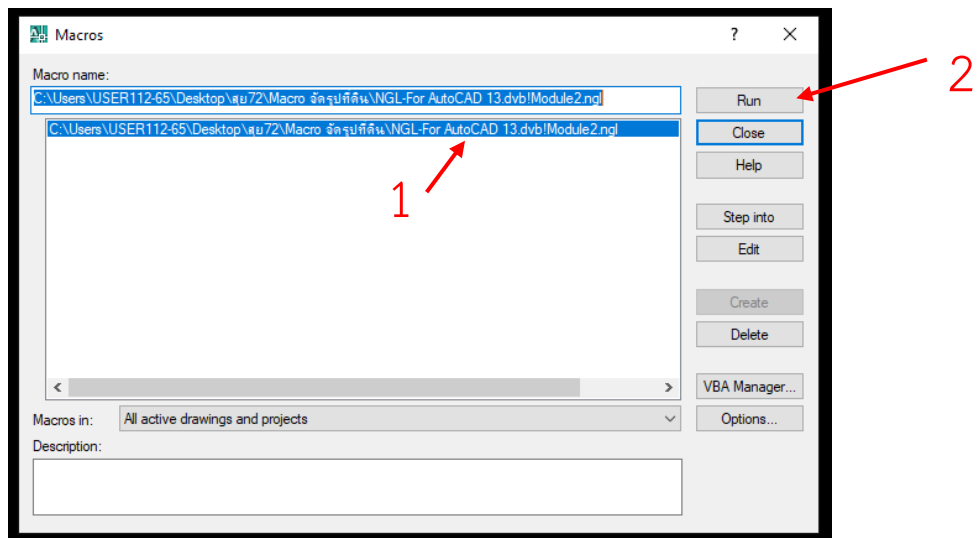 Macros
?
Macro name:
C:\Users\USER112-65\Desktop\สุย72\Macro จัดรูปที่ดิน\NGL-For AutoCAD 13.dvb!Module2.ngl
Run
2
C:\Users\USER112-65\Desktop\สุย72\Macro จัดรูปที่ดิน\NGL-For AutoCAD 13.dvb!Module2.ngl
Close
Help
1
Step into
Edit
Create
Delete
VBA Manager...
Macros in:
All active drawings and projects
Options...
Description: